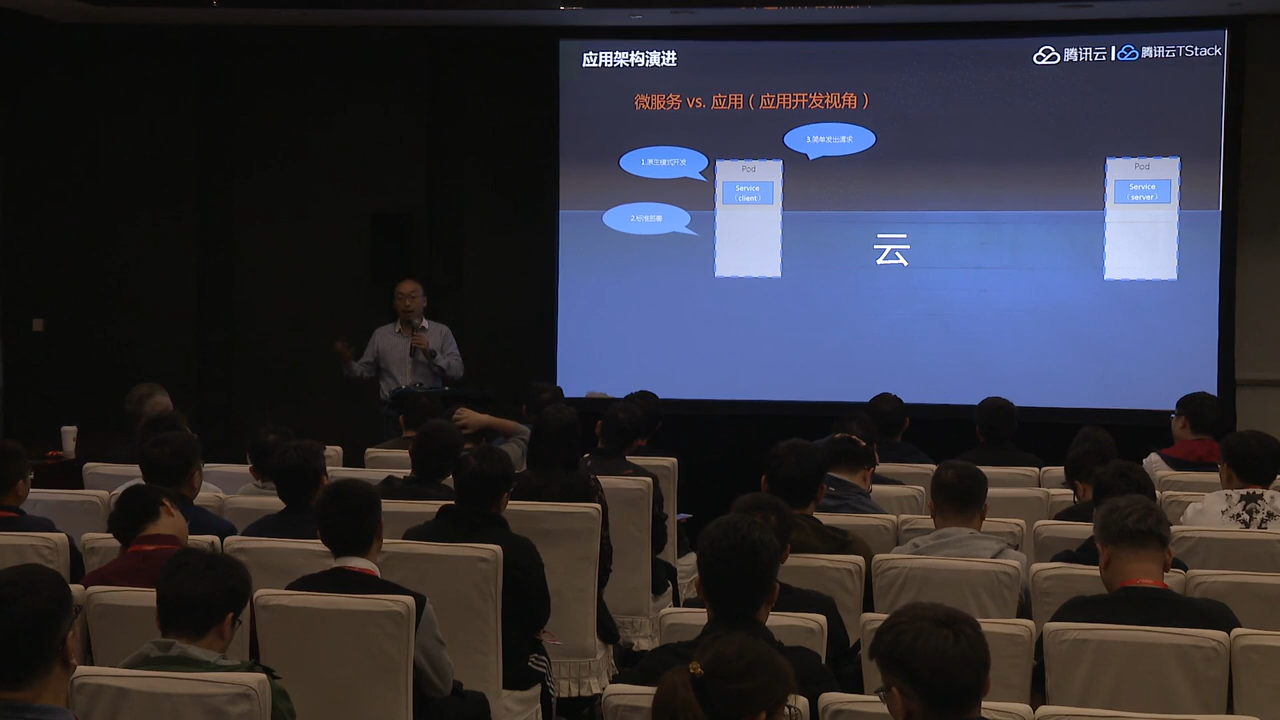 应用架构演进
腾讯云 | 腾讯云TStack
微服务 vs. 应用（应用开发视角）
3.简单发出请求
1.原生模式开发
Pod
Service
（client）
Pod
Service
（server）
2.标准部署
云